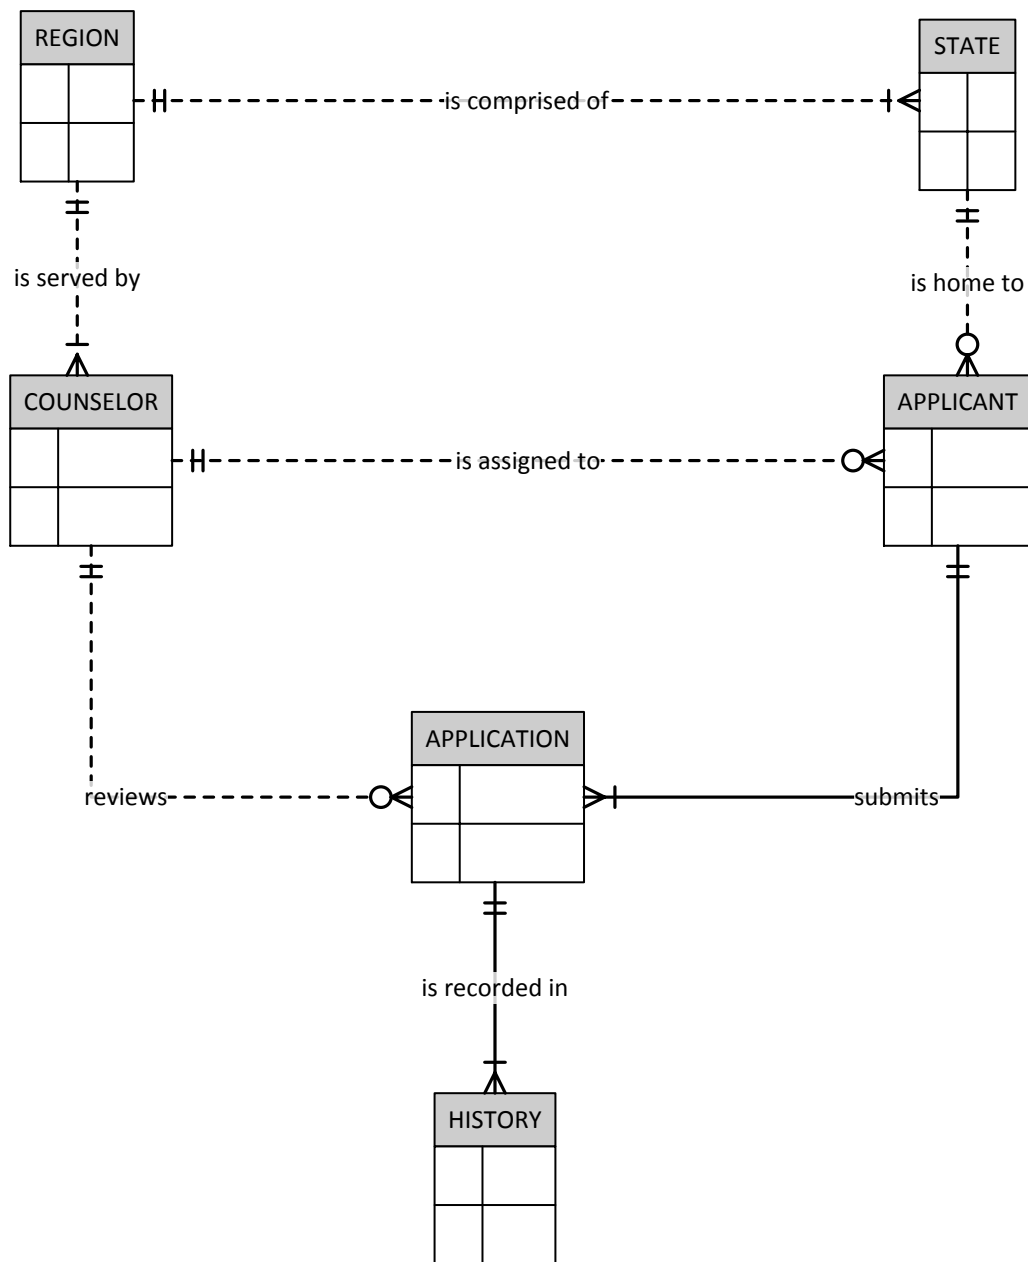 REGION
STATE
is comprised of
is served by
is home to
COUNSELOR
APPLICANT
is assigned to
APPLICATION
reviews
submits
is recorded in
HISTORY